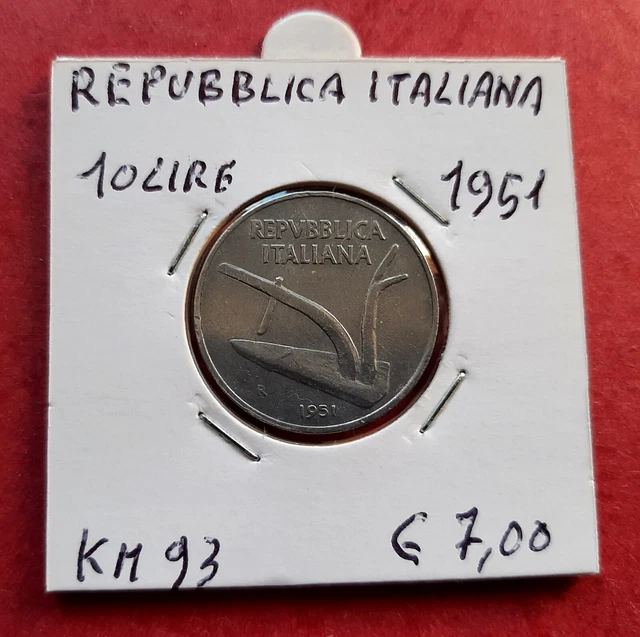 REPUBBLICA ITALIANA
10 LIRE
1951
REPVBBLICA
ITALIANA
R
1951
KM 93
€ 7,00